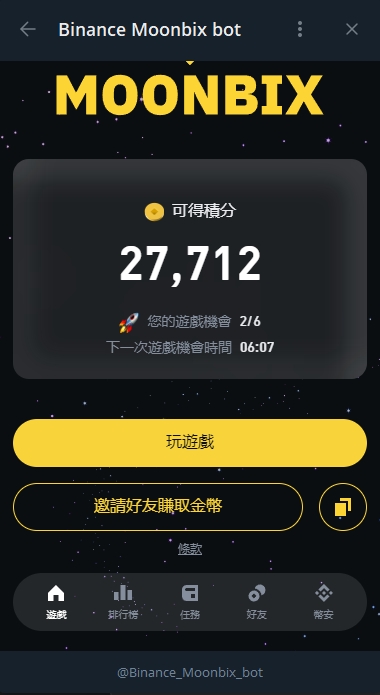 Binance Moonbix bot
MOONBIX
可得積分
27,712
您的遊戲機會 2/6
下一次遊戲機會時間 06:07
玩遊戲
邀請好友賺取金幣
條款
遊戲 排行榜 任務 好友 幣安
@Binance_Moonbix_bot